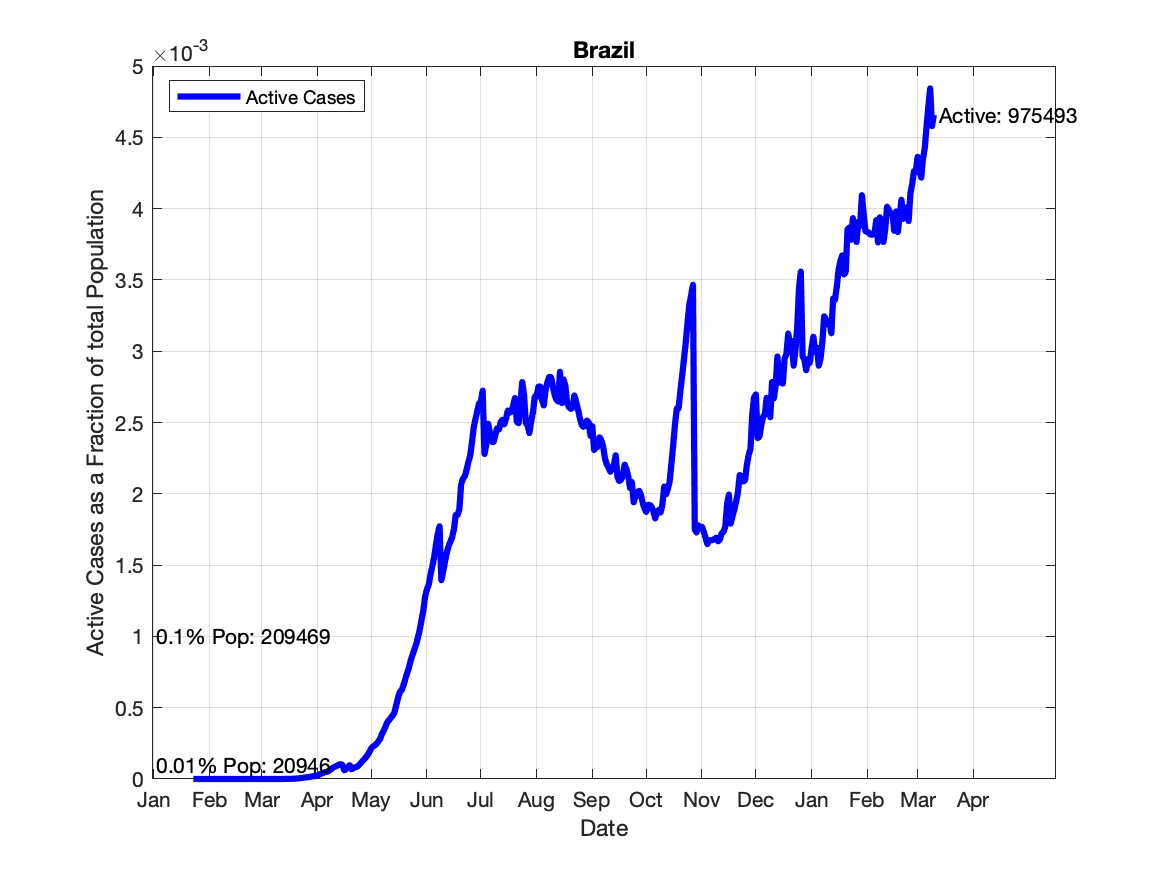 Brazil
×10-3
Active Cases
5
4.5
4
3.5
3
2.5
2
1.5
1
0.5
0
Active Cases as a Fraction of total Population
Active: 975493
0.1% Pop: 209469
0.01% Pop: 20946
Jan Feb Mar Apr May Jun Jul Aug Sep Oct Nov Dec Jan Feb Mar Apr
Date